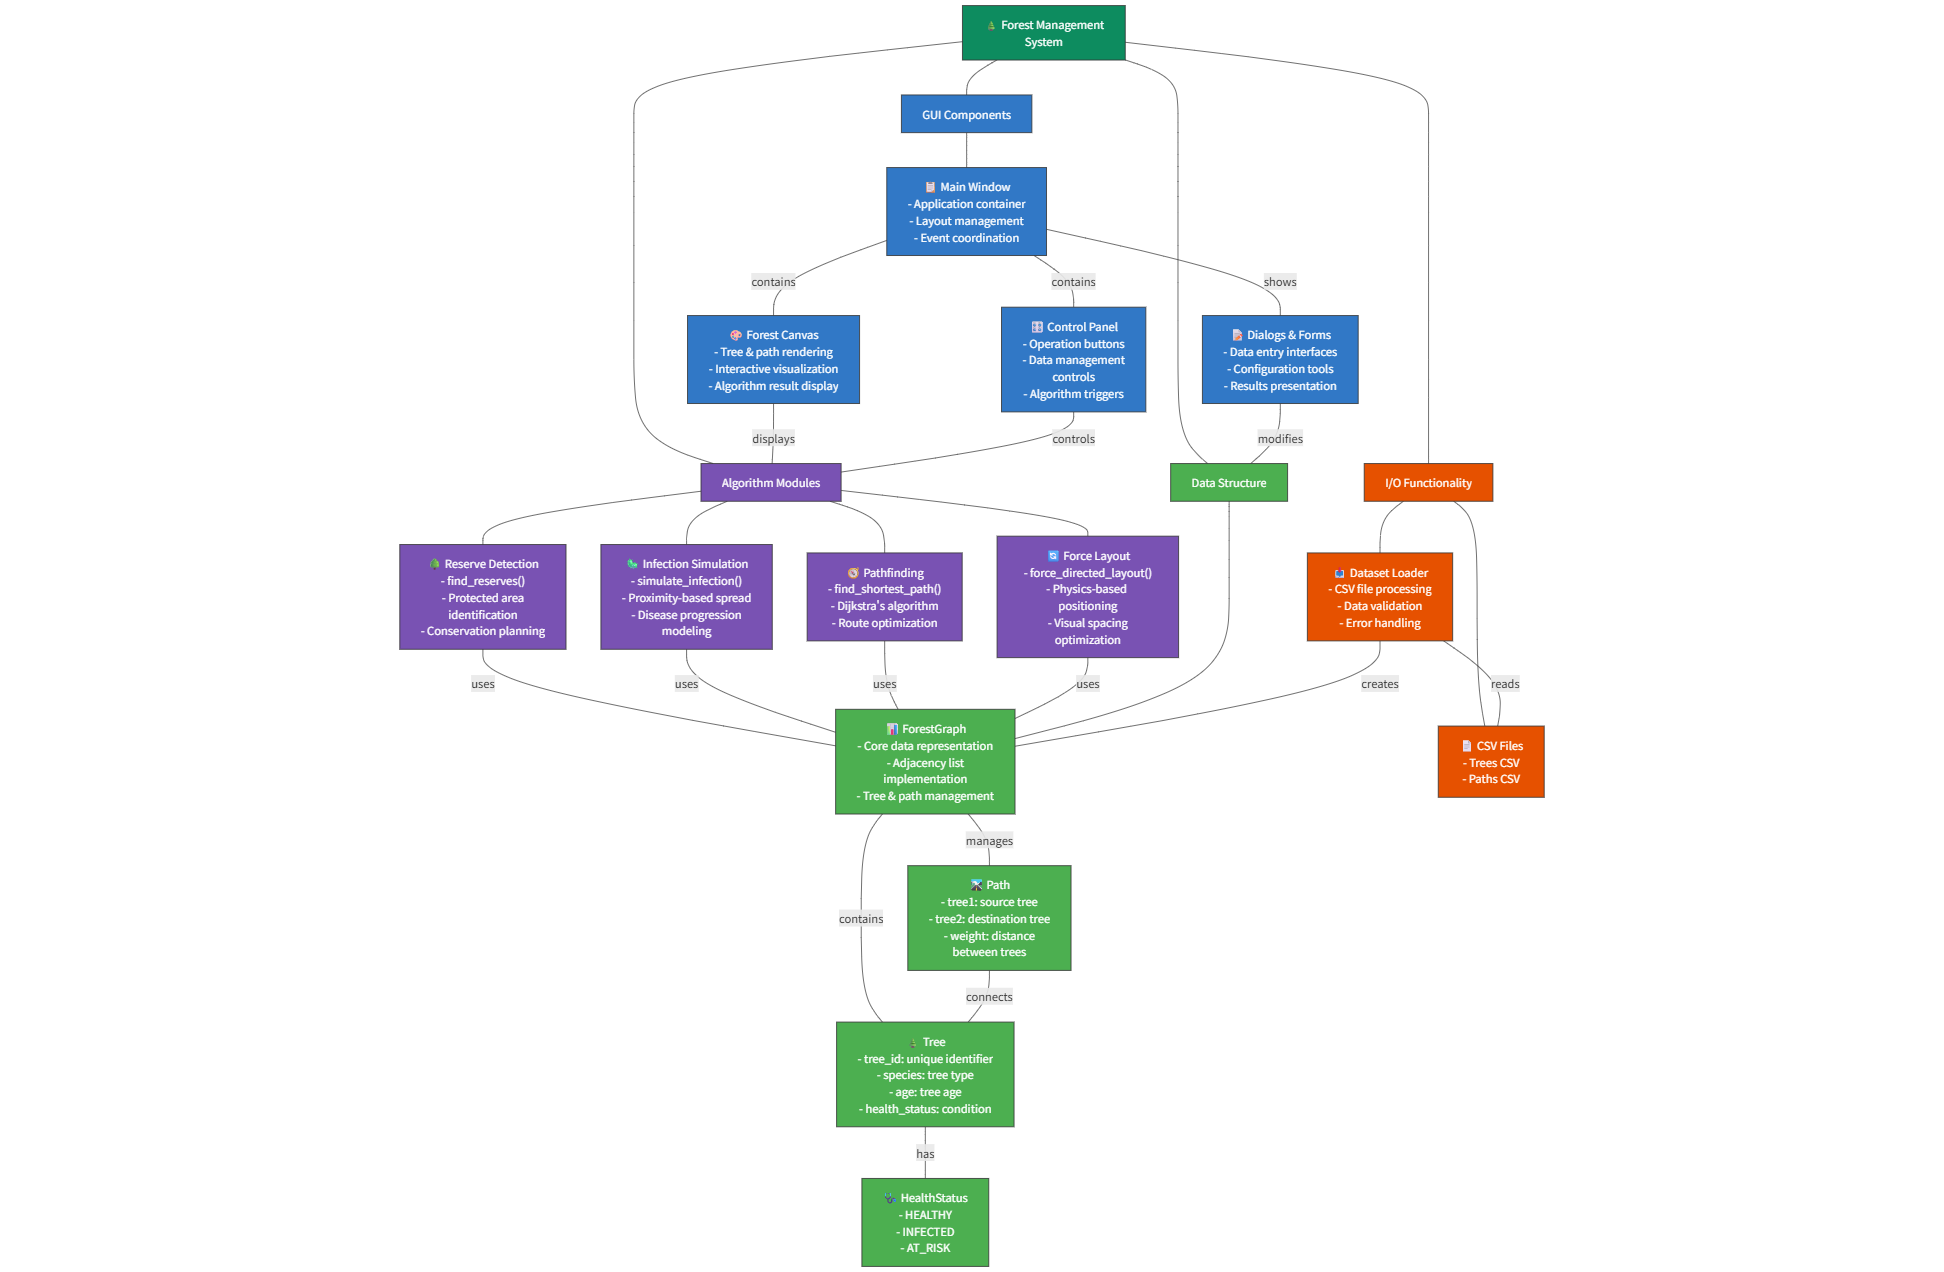 Forest Management
System
GUI Components
Main Window
- Application container
- Layout management
- Event coordination
contains
contains
shows
Forest Canvas
- Tree & path rendering
- Interactive visualization
- Algorithm result display
Control Panel
- Operation buttons
- Data management
controls
- Algorithm triggers
Dialogs & Forms
- Data entry interfaces
- Configuration tools
- Results presentation
displays
controls
modifies
Algorithm Modules
Data Structure
I/O Functionality
Reserve Detection
- find_reserves()
- Protected area
identification
- Conservation planning
Infection Simulation
- simulate_infection()
- Proximity-based spread
- Disease progression
modeling
Pathfinding
- find_shortest_path()
- Dijkstra's algorithm
- Route optimization
Force Layout
- force_directed_layout()
- Physics-based
positioning
- Visual spacing
optimization
Dataset Loader
- CSV file processing
- Data validation
- Error handling
uses
uses
uses
uses
creates
reads
ForestGraph
- Core data representation
- Adjacency list
implementation
- Tree & path management
CSV Files
- Trees CSV
- Paths CSV
manages
Path
- tree1: source tree
- tree2: destination tree
- weight: distance
between trees
contains
connects
Tree
- tree_id: unique identifier
- species: tree type
- age: tree age
- health_status: condition
has
HealthStatus
- HEALTHY
- INFECTED
- AT_RISK